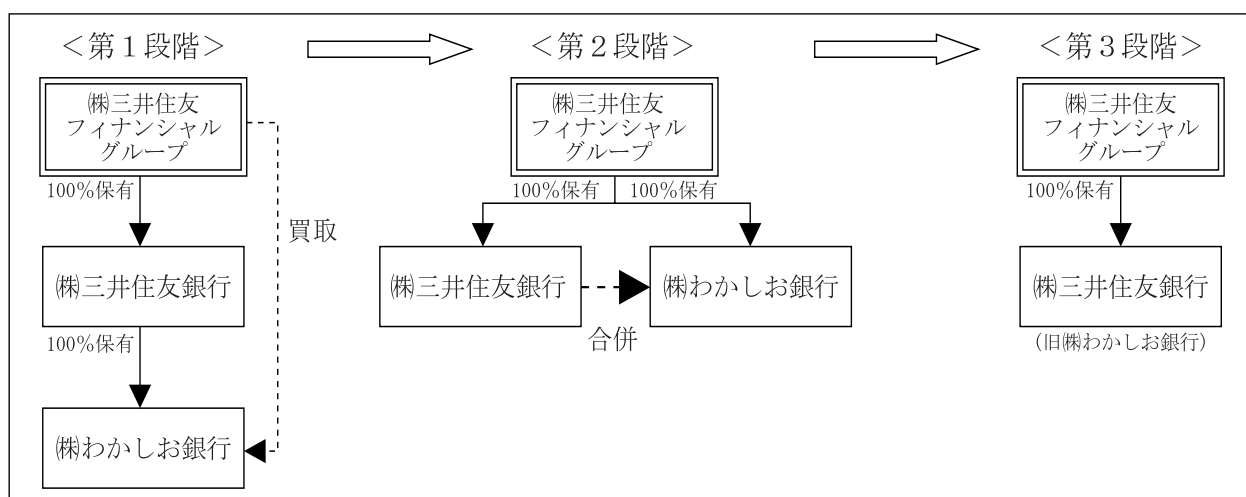 ＜第１段階＞
㈱三井住友
フィナンシャル
グループ
100％保有
買取
㈱三井住友銀行
100％保有
㈱わかしお銀行
＜第２段階＞
㈱三井住友
フィナンシャル
グループ
100％保有 100％保有
㈱三井住友銀行
㈱わかしお銀行
合併
＜第３段階＞
㈱三井住友
フィナンシャル
グループ
100％保有
㈱三井住友銀行
（旧㈱わかしお銀行）